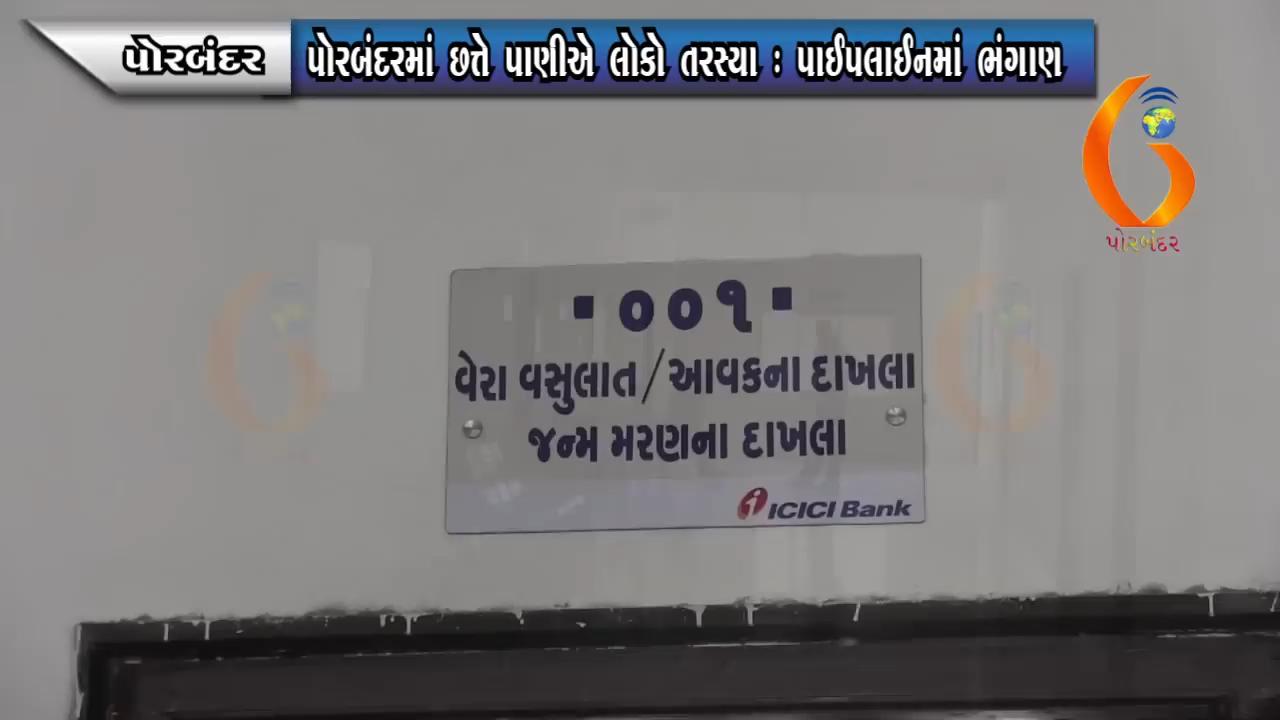 પોરબંદર
પોરબંદરમાં છત્તે પાણીએ લોકો તરસ્યા : પાઈપલાઈનમાં ભંગાણ
પોરબંદર
૦૦૧
વેરા વસુલાત/આવકના દાખલા
જન્મ મરણના દાખલા
ICICI Bank